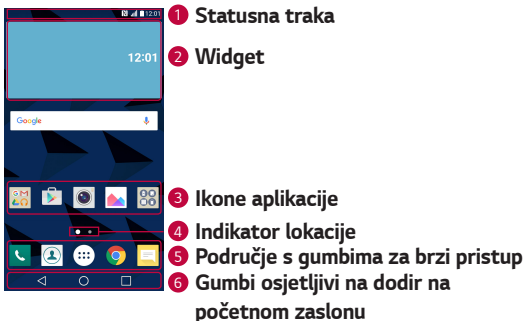 12:01
1 Statusna traka
12:01
2 Widget
Google
3 Ikone aplikacije
4 Indikator lokacije
5 Područje s gumbima za brzi pristup
6 Gumbi osjetljivi na dodir na
početnom zaslonu